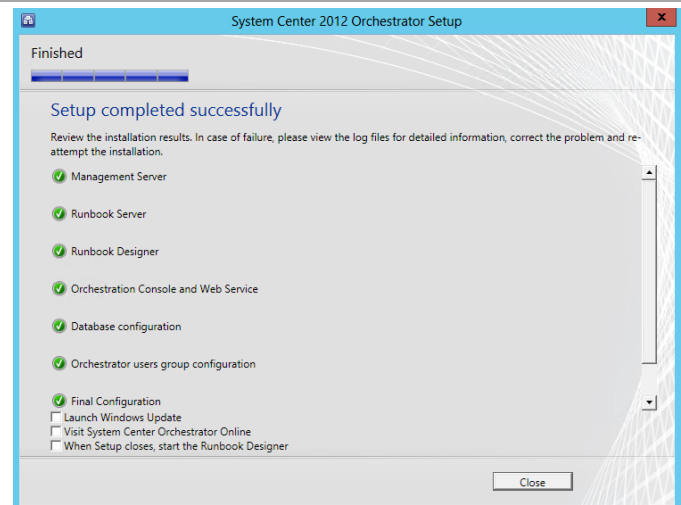 System Center 2012 Orchestrator Setup
x
Finished
Setup completed successfully
Review the installation results. In case of failure, please view the log files for detailed information, correct the problem and re-
attempt the installation.
Management Server
Runbook Server
Runbook Designer
Orchestration Console and Web Service
Database configuration
Orchestrator users group configuration
Final Configuration
Launch Windows Update
Visit System Center Orchestrator Online
When Setup closes, start the Runbook Designer
Close